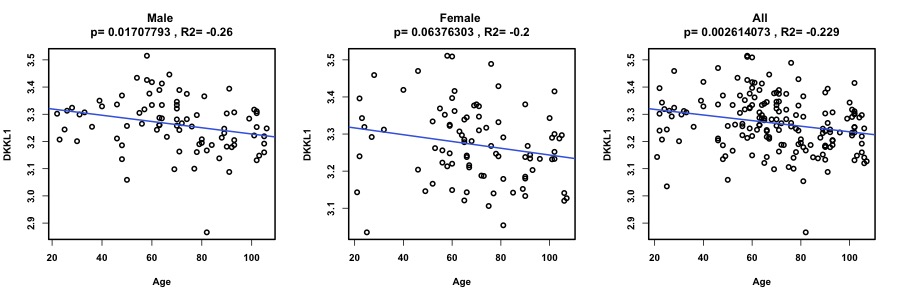 Male
p= 0.01707793 , R2= -0.26
DKKL1
3.5
3.4
3.3
3.2
3.1
3.0
2.9
20 40 60 80 100
Age
Female
p= 0.06376303 , R2= -0.2
DKKL1
3.5
3.4
3.3
3.2
3.1
20 40 60 80 100
Age
All
p= 0.002614073 , R2= -0.229
DKKL1
3.5
3.4
3.3
3.2
3.1
3.0
2.9
20 40 60 80 100
Age